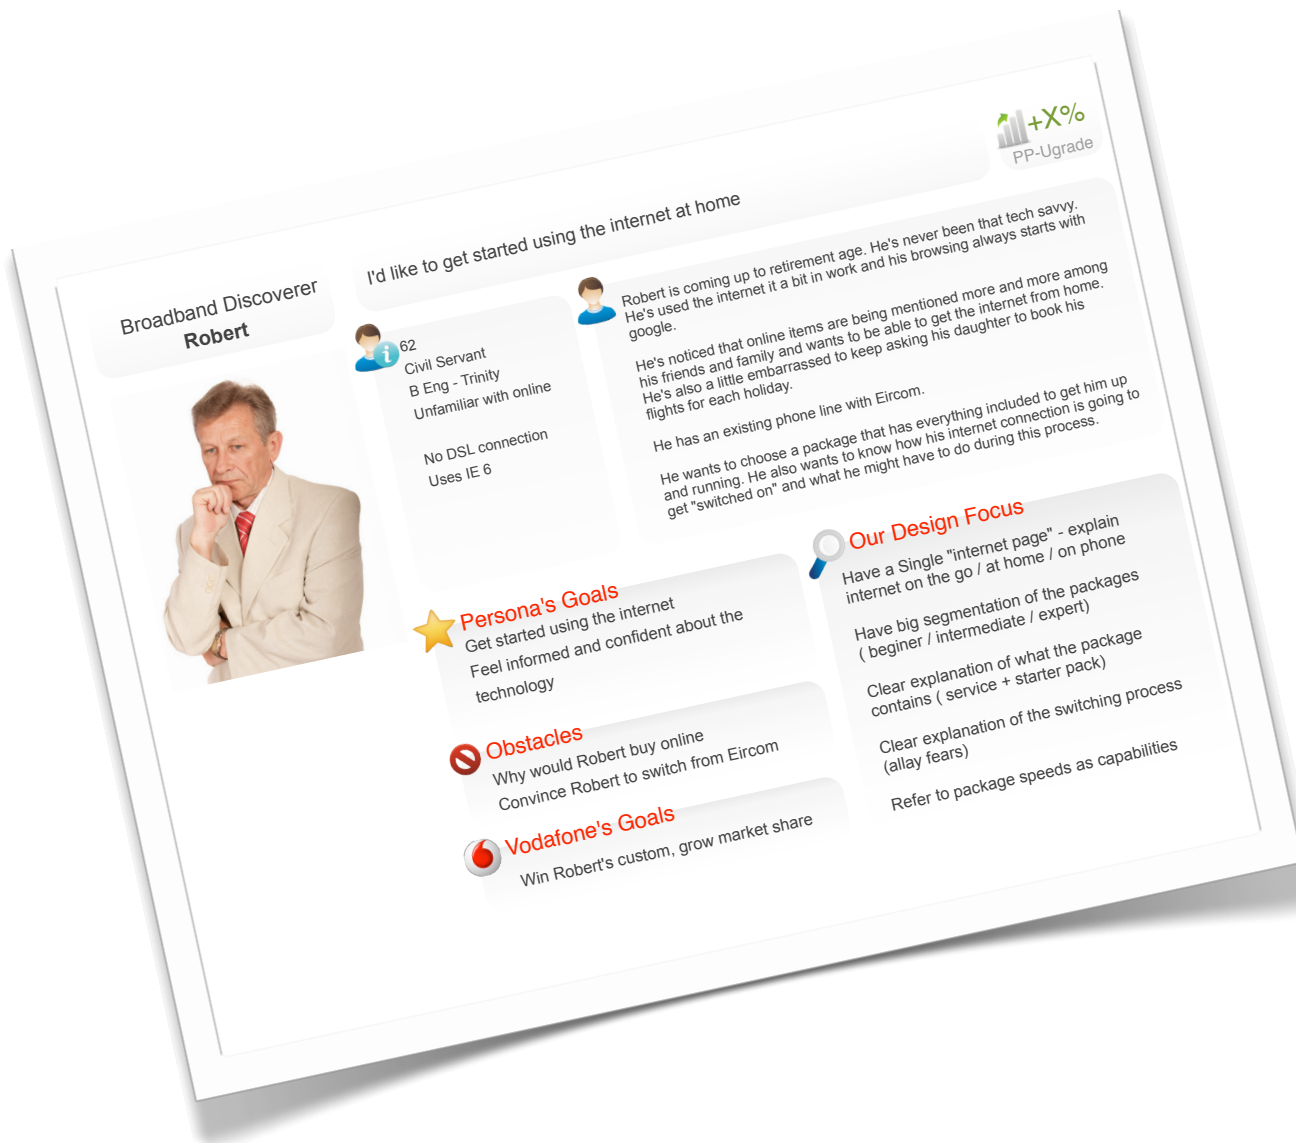 +X%
PP-Ugrade
I'd like to get started using the internet at home
Broadband Discoverer
Robert
62
Civil Servant
B Eng - Trinity
Unfamiliar with online
No DSL connection
Uses IE 6
Robert is coming up to retirement age. He's never been that tech savvy.
He's used the internet it a bit in work and his browsing always starts with
google.
He's noticed that online items are being mentioned more and more among
his friends and family and wants to be able to get the internet from home.
He's also a little embarrassed to keep asking his daughter to book his
flights for each holiday.
He has an existing phone line with Eircom.
He wants to choose a package that has everything included to get him up
and running. He also wants to know how his internet connection is going to
get "switched on" and what he might have to do during this process.
Persona's Goals
Get started using the internet
Feel informed and confident about the
technology
Obstacles
Why would Robert buy online
Convince Robert to switch from Eircom
Vodafone's Goals
Win Robert's custom, grow market share
Our Design Focus
Have a Single "internet page" - explain
internet on the go / at home / on phone
Have big segmentation of the packages
( beginer / intermediate / expert)
Clear explanation of what the package
contains ( service + starter pack)
Clear explanation of the switching process
(allay fears)
Refer to package speeds as capabilities